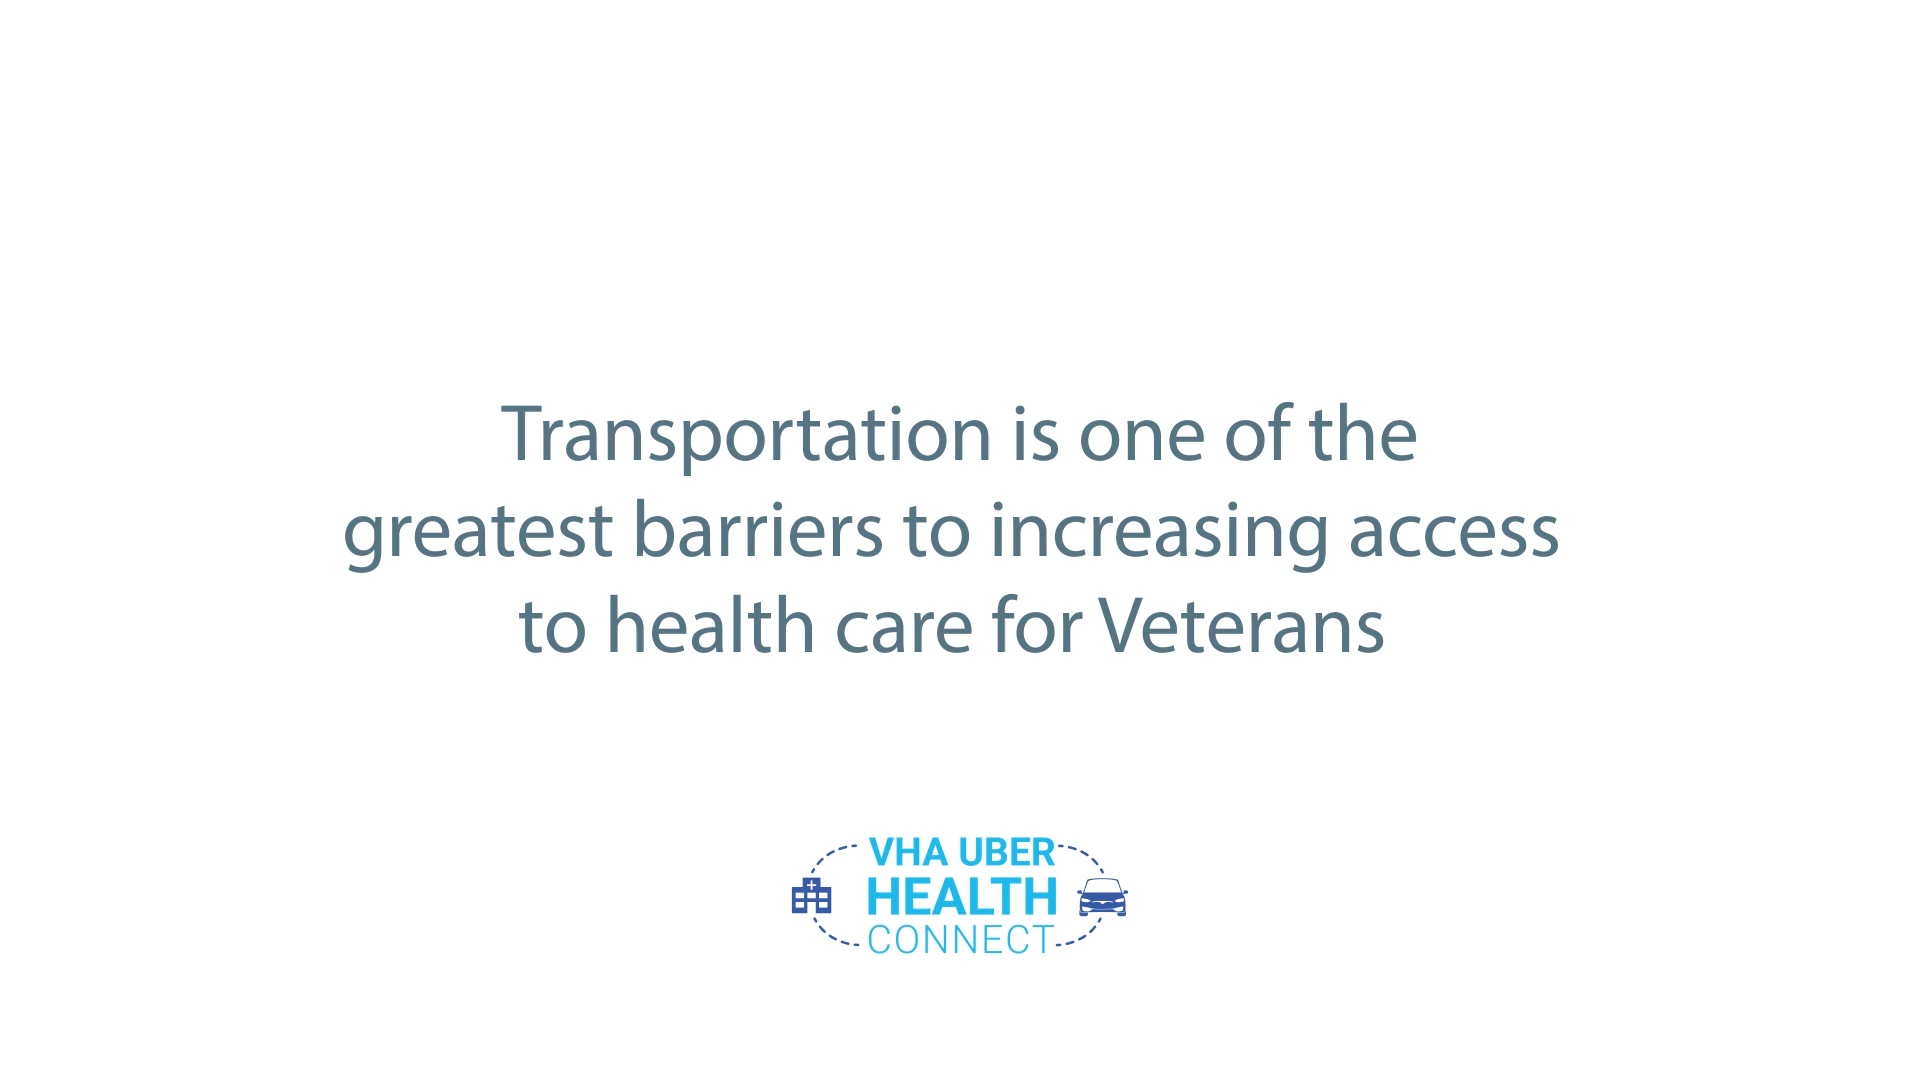 Transportation is one of the
greatest barriers to increasing access
to health care for Veterans
VHA UBER
HEALTH
CONNECT